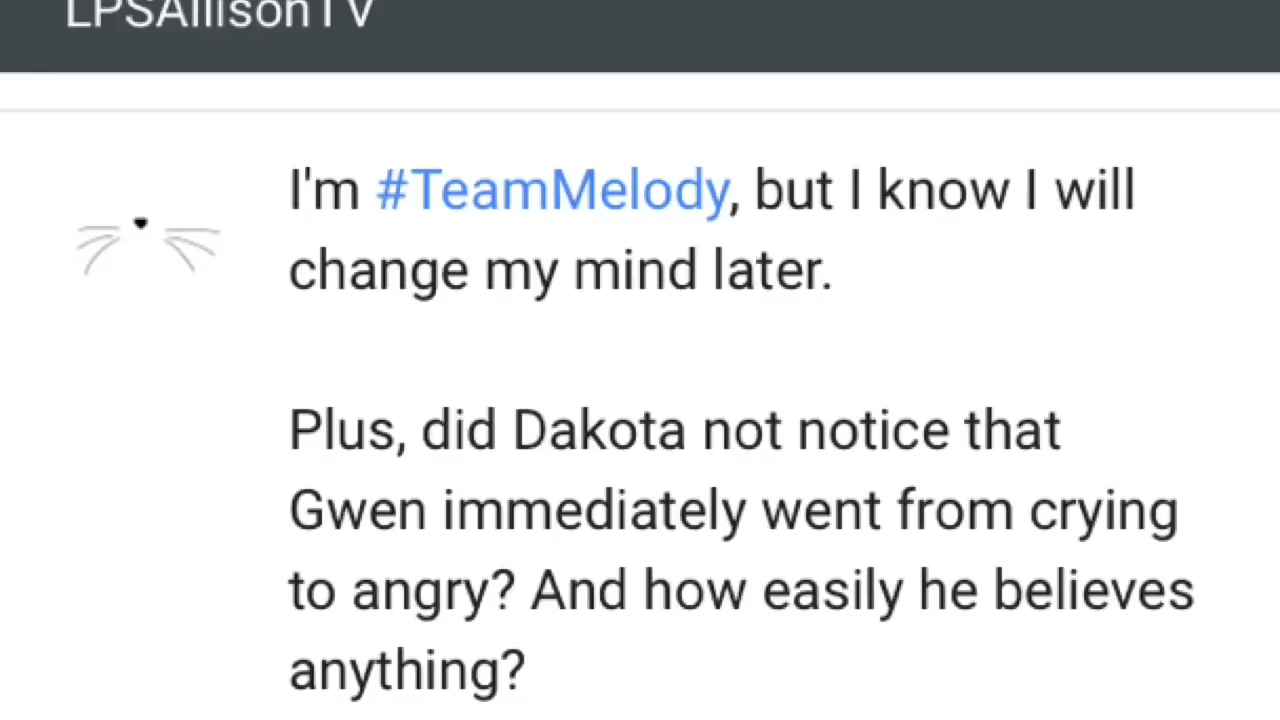 LPSAllisonTV
I'm #TeamMelody, but I know I will
change my mind later.
Plus, did Dakota not notice that
Gwen immediately went from crying
to angry? And how easily he believes
anything?